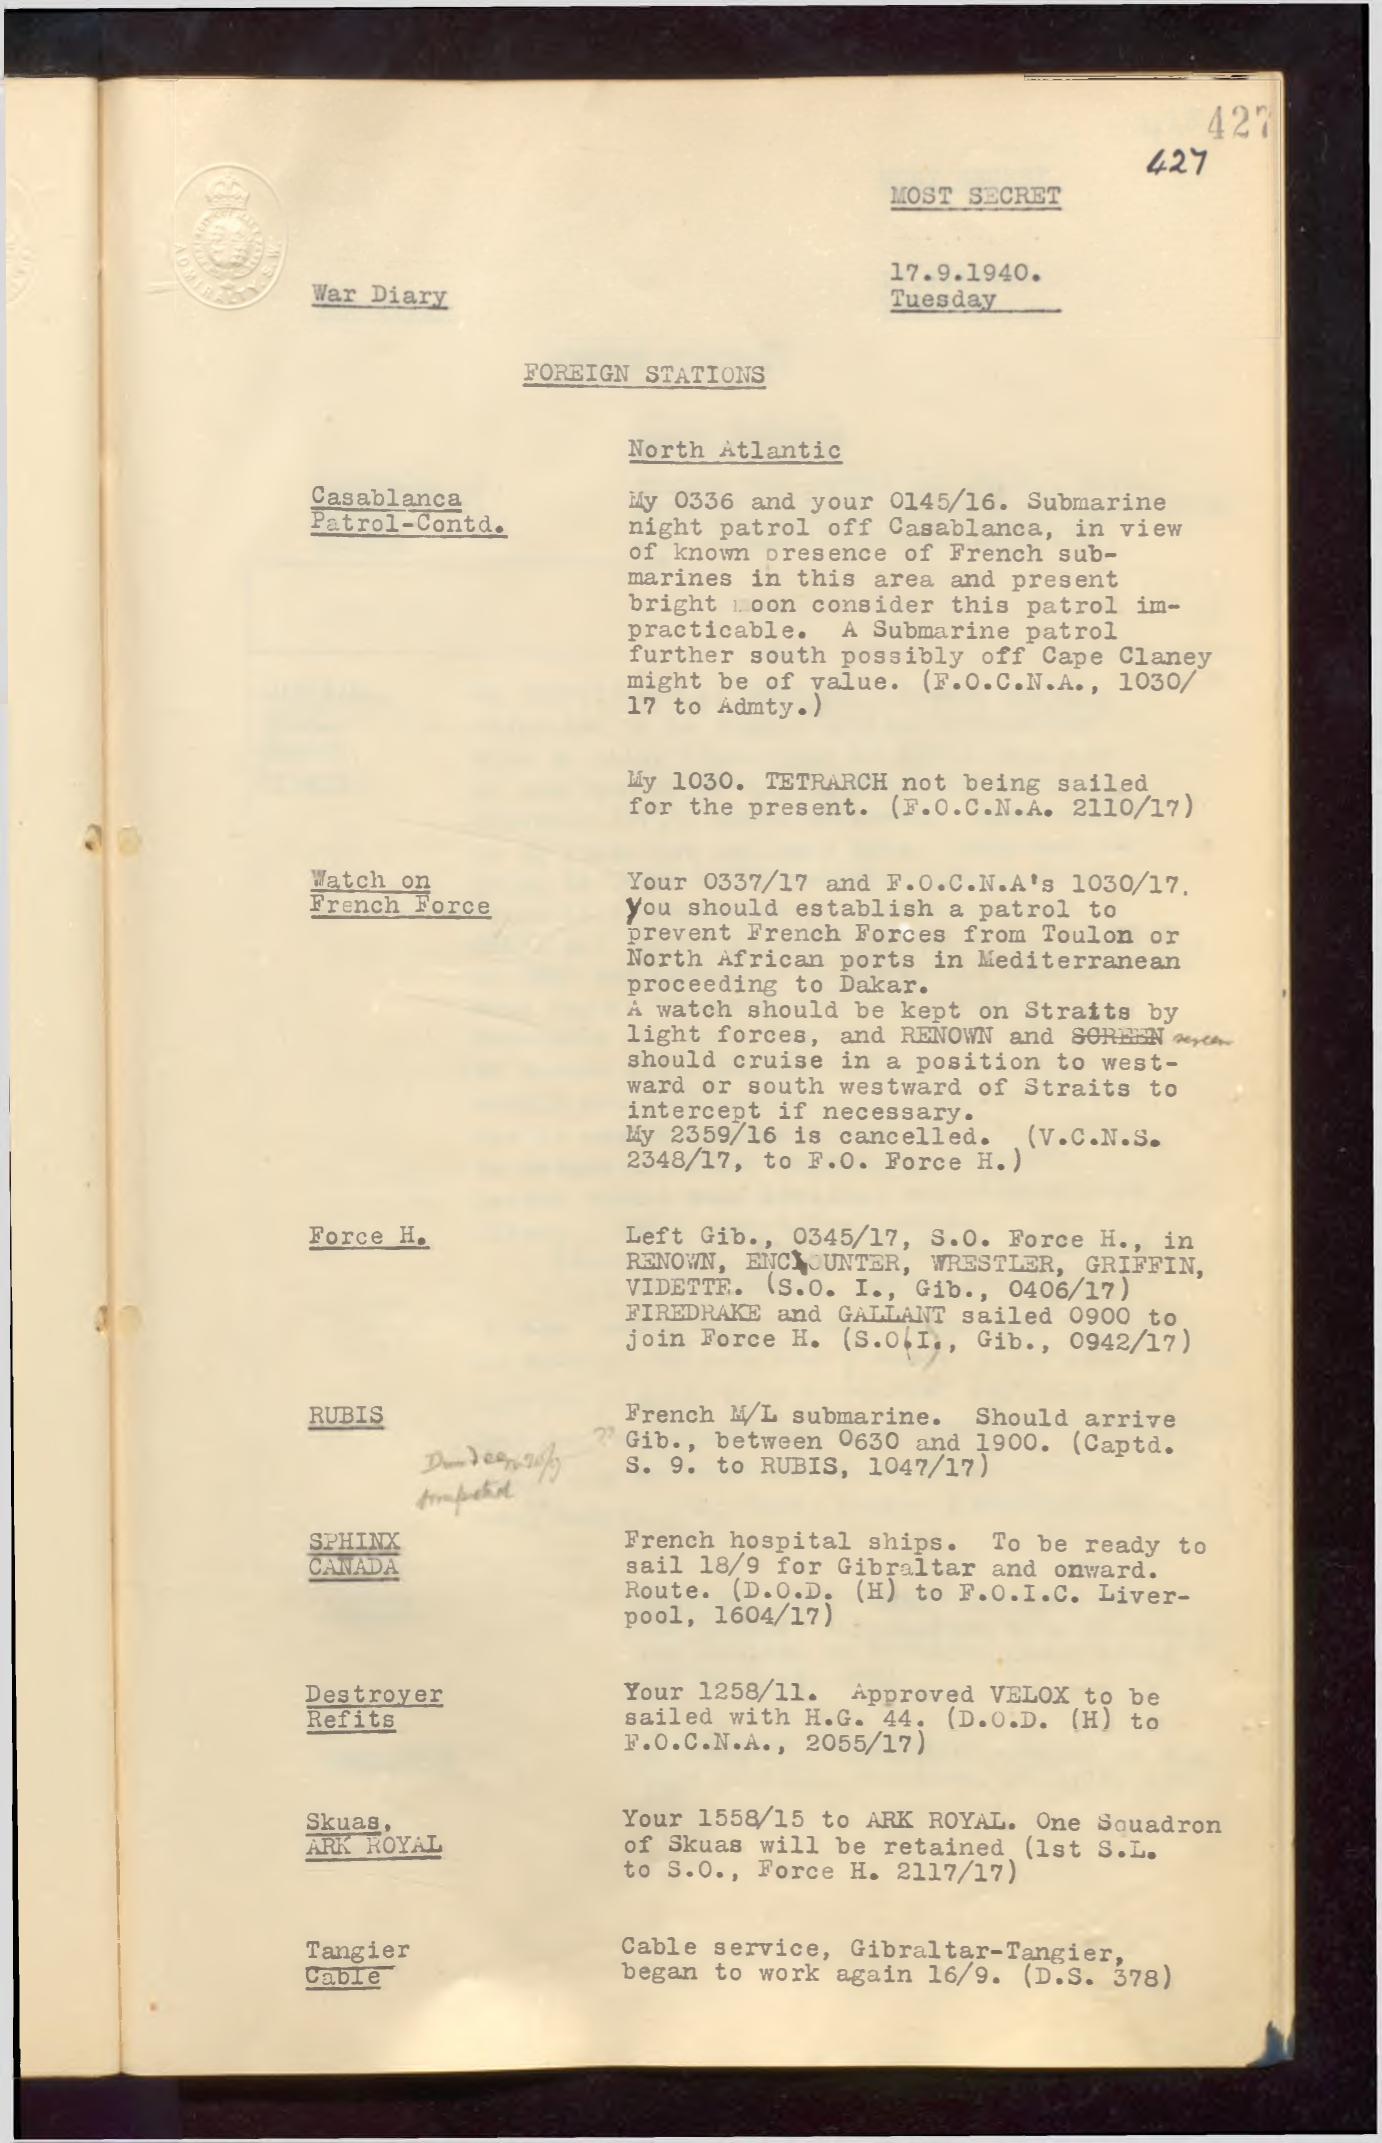 427
427
MOST SECRET
17.9.1940.
Tuesday
ADMIRALTY. S.W.
War Diary
FOREIGN STATIONS
North Atlantic
Casablanca
Patrol-Contd.
My 0336 and your 0145/16. Submarine
night patrol off Casablanca, in view
of known presence of French sub-
marines in this area and present
bright moon consider this patrol im-
practicable. A Submarine patrol
further south possibly off Cape Claney
might be of value. (F.O.C.N.A., 1030/
17 to Admty.)
My 1030. TETRARCH not being sailed
for the present. (F.O.C.N.A. 2110/17)
Watch on
French Force
Your 0337/17 and F.O.C.N.A's 1030/17.
you should establish a patrol to
prevent French Forces from Toulon or
North African ports in Mediterranean
proceeding to Dakar.
A watch should be kept on Straits by
light forces, and RENOWN and SCREEN screen
should cruise in a position to west-
ward or south westward of Straits to
intercept if necessary.
My 2359/16 is cancelled. (V.C.N.S.
2348/17, to F.O. Force H.)
Force H.
Left Gib., 0345/17, S.O. Force H., in
RENOWN, ENCOUNTER, WRESTLER, GRIFFIN,
VIDETTE. (S.O. I., Gib., 0406/17)
FIREDRAKE and GALLANT sailed 0900 to
join Force H. (S.O.I., Gib., 0942/17)
RUBIS
French M/L submarine. Should arrive
Gib., between 0630 and 1900. (Captd.
S. 9. to RUBIS, 1047/17)
??
SPHINX
CANADA
French hospital ships. To be ready to
sail 18/9 for Gibraltar and onward.
Route. (D.O.D. (H) to F.O.I.C. Liver-
pool, 1604/17)
Destroyer
Refits
Your 1258/11. Approved VELOX to be
sailed with H.G. 44. (D.O.D. (H) to
F.O.C.N.A., 2055/17)
Skuas,
ARK ROYAL
Your 1558/15 to ARK ROYAL. One Squadron
of Skuas will be retained (1st S.L.
to S.O., Force H. 2117/17)
Tangier
Cable
Cable service, Gibraltar-Tangier,
began to work again 16/9. (D.S. 378)